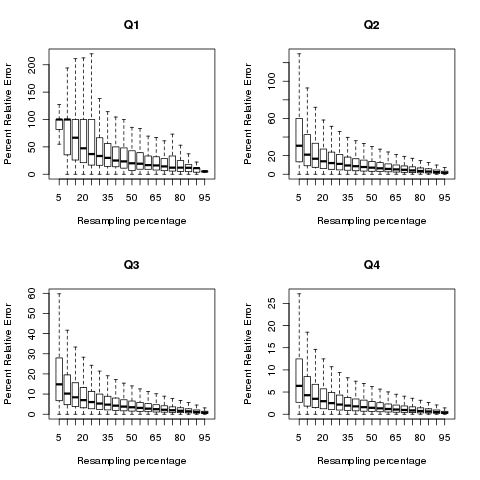 Q1
Percent Relative Error
0 50 100 150 200
5 20 35 50 65 80 95
Resampling percentage
Q2
Percent Relative Error
0 20 60 100
5 20 35 50 65 80 95
Resampling percentage
Q3
Percent Relative Error
0 10 20 30 40 50 60
5 20 35 50 65 80 95
Resampling percentage
Q4
Percent Relative Error
0 5 10 15 20 25
5 20 35 50 65 80 95
Resampling percentage